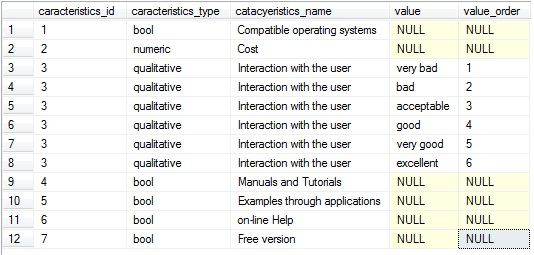 caracteristics_id caracteristics_type catacyeristics_name value value_order
1 1 bool Compatible operating systems NULL NULL
2 2 numeric Cost NULL NULL
3 3 qualitative Interaction with the user very bad 1
4 3 qualitative Interaction with the user bad 2
5 3 qualitative Interaction with the user acceptable 3
6 3 qualitative Interaction with the user good 4
7 3 qualitative Interaction with the user very good 5
8 3 qualitative Interaction with the user excellent 6
9 4 bool Manuals and Tutorials NULL NULL
10 5 bool Examples through applications NULL NULL
11 6 bool on-line Help NULL NULL
12 7 bool Free version NULL NULL